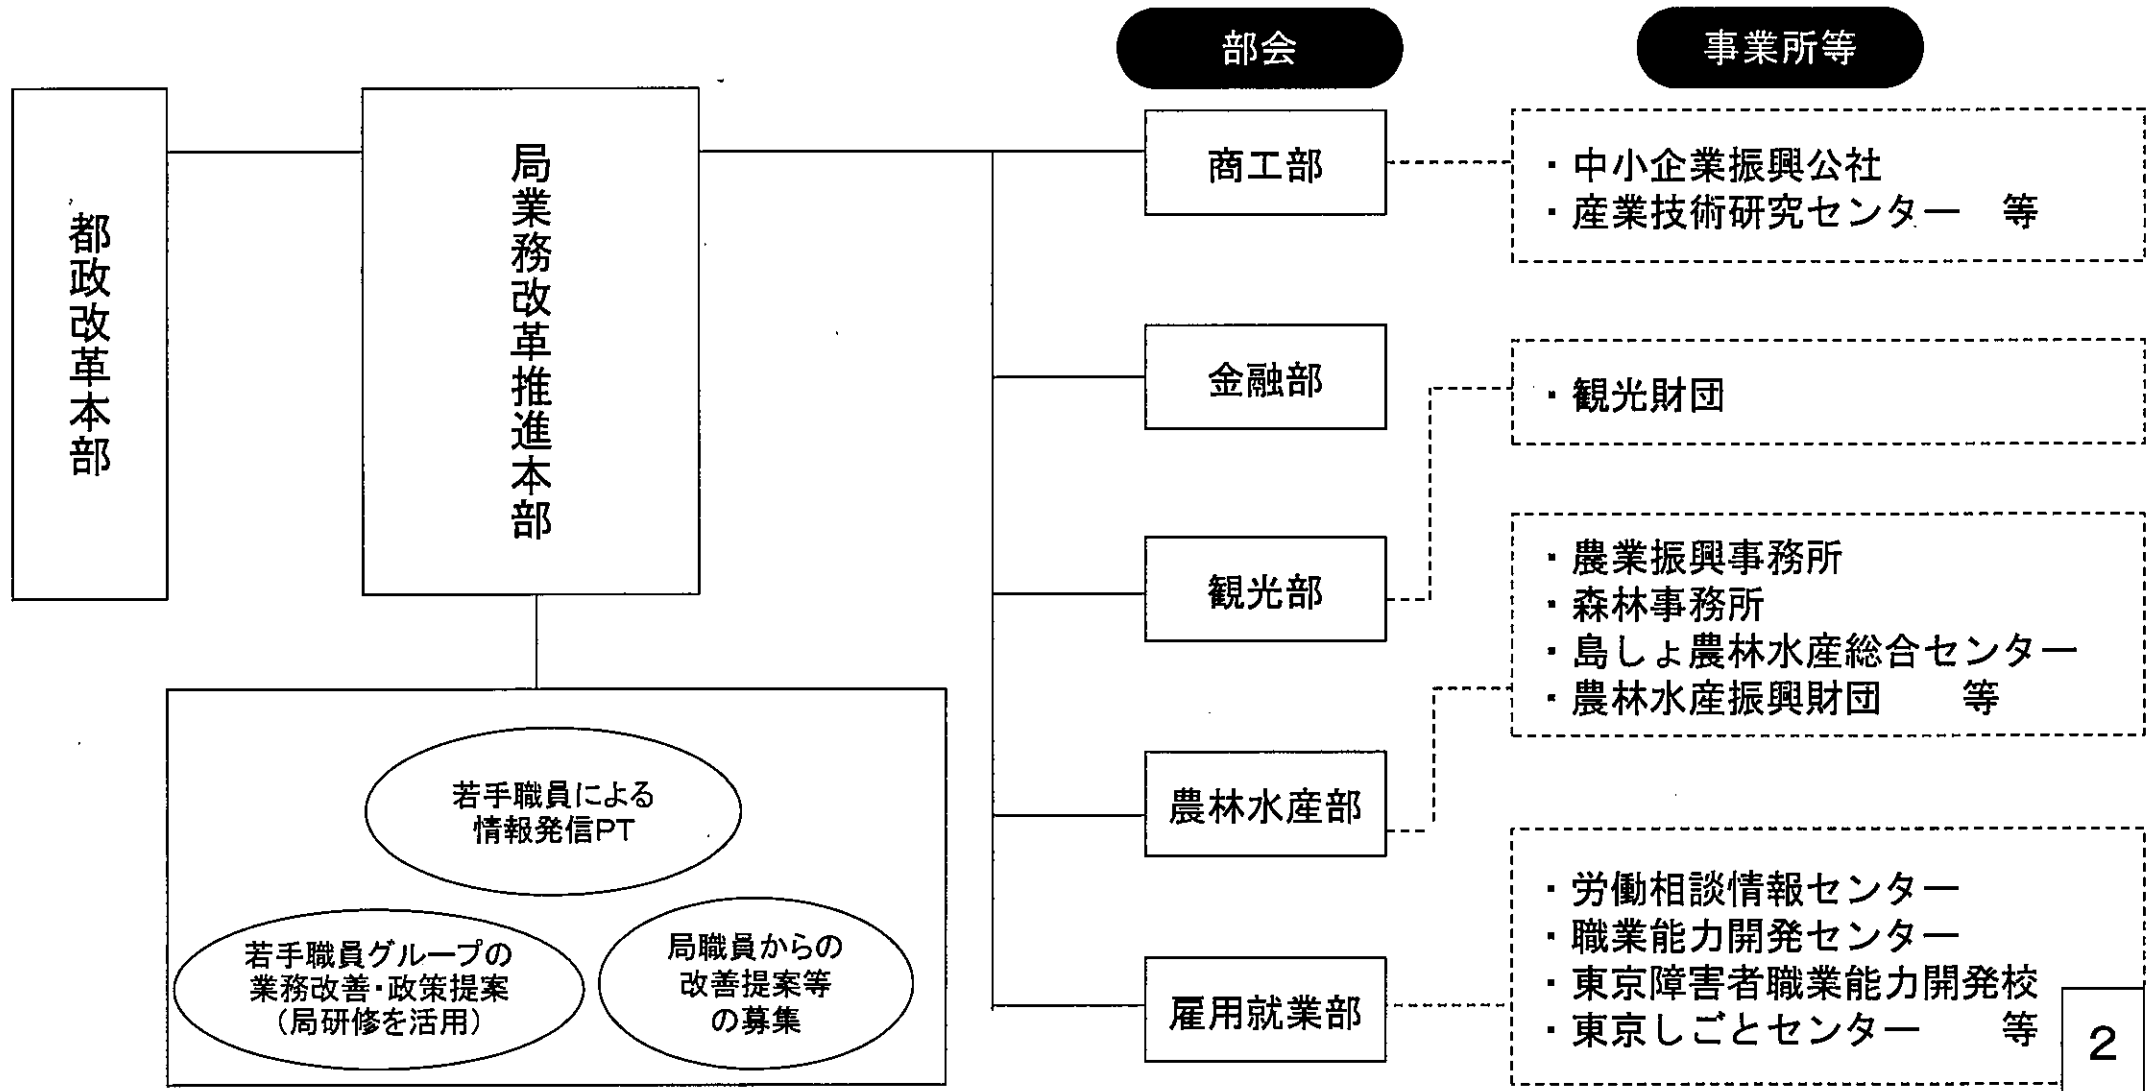 部会
事業所等
都政改革本部
局業務改革推進本部
商工部
・中小企業振興公社
・産業技術研究センター　等
金融部
・観光財団
観光部
・農業振興事務所
・森林事務所
・島しょ農林水産総合センター
・農林水産振興財団　　等
農林水産部
若手職員による
情報発信PT
若手職員グループの
業務改善・政策提案
（局研修を活用）
局職員からの
改善提案等
の募集
雇用就業部
・労働相談情報センター
・職業能力開発センター
・東京障害者職業能力開発校
・東京しごとセンター　　等
2